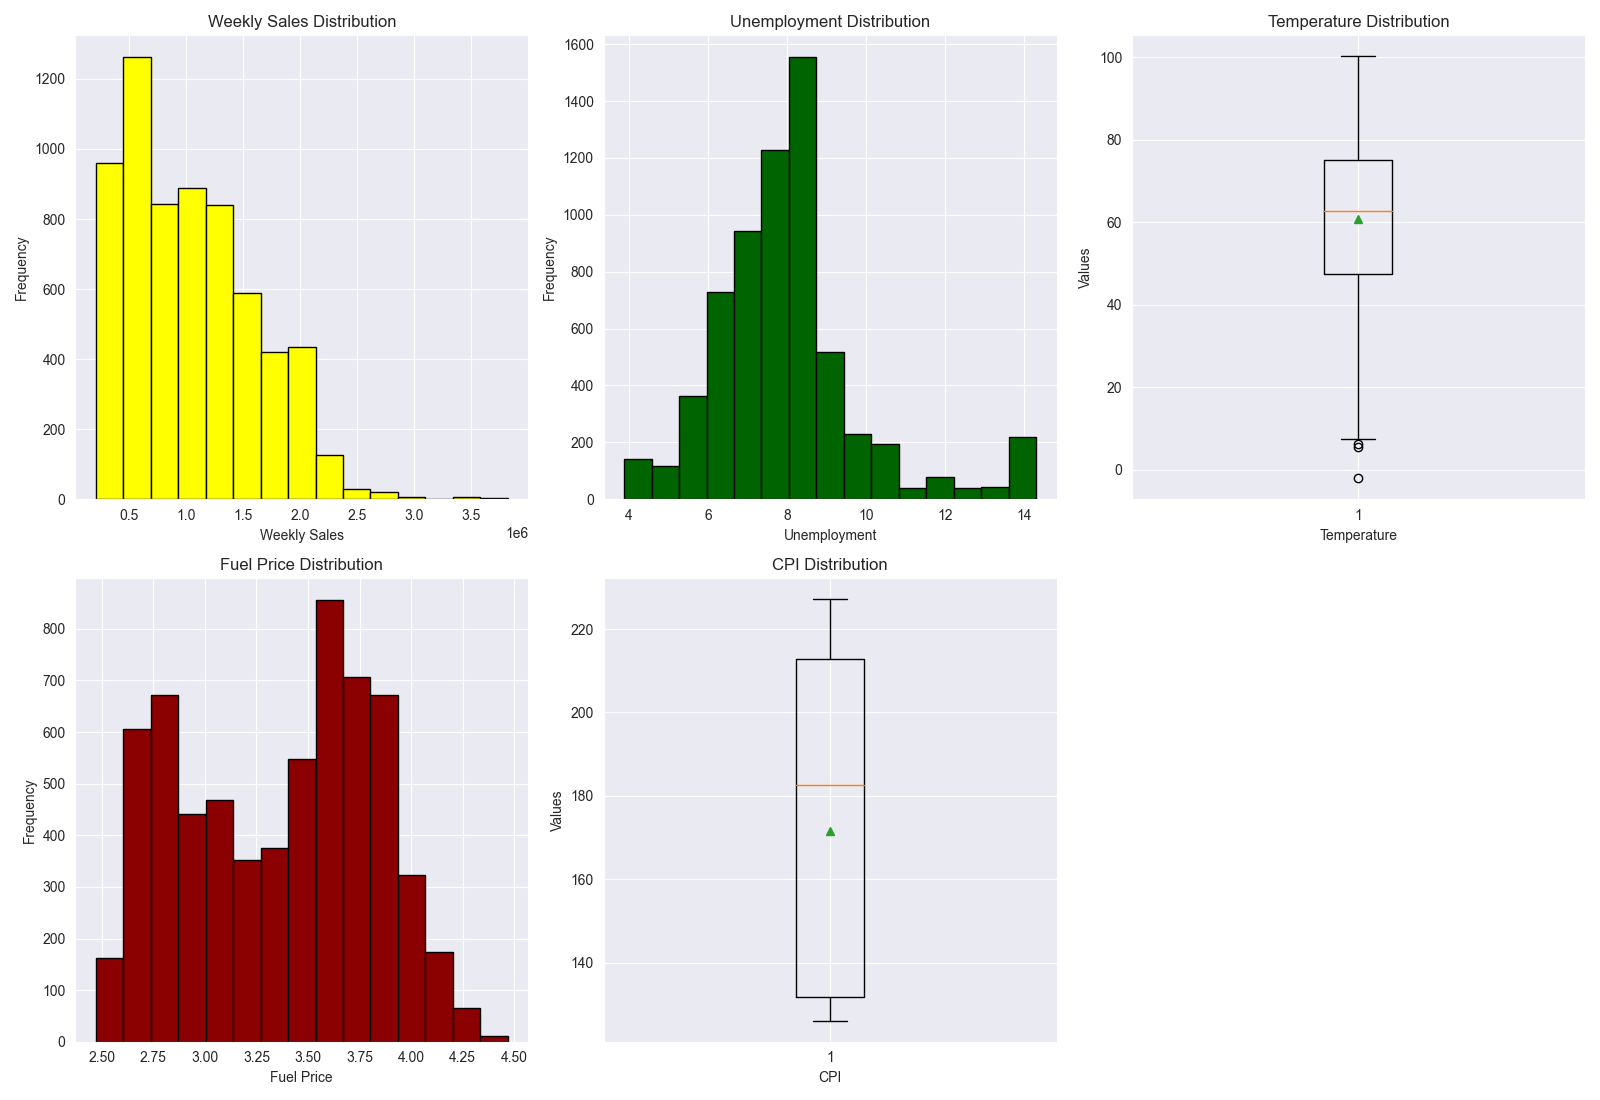 Weekly Sales Distribution
1200
1000
800
600
400
200
0
Frequency
0.5 1.0 1.5 2.0 2.5 3.0 3.5
1e6
Weekly Sales
Unemployment Distribution
1600
1400
1200
1000
800
600
400
200
0
Frequency
4 6 8 10 12 14
Unemployment
Temperature Distribution
100
80
60
40
20
0
Values
1
Temperature
Fuel Price Distribution
800
700
600
500
400
300
200
100
0
Frequency
2.50 2.75 3.00 3.25 3.50 3.75 4.00 4.25 4.50
Fuel Price
CPI Distribution
220
200
180
160
140
Values
1
CPI